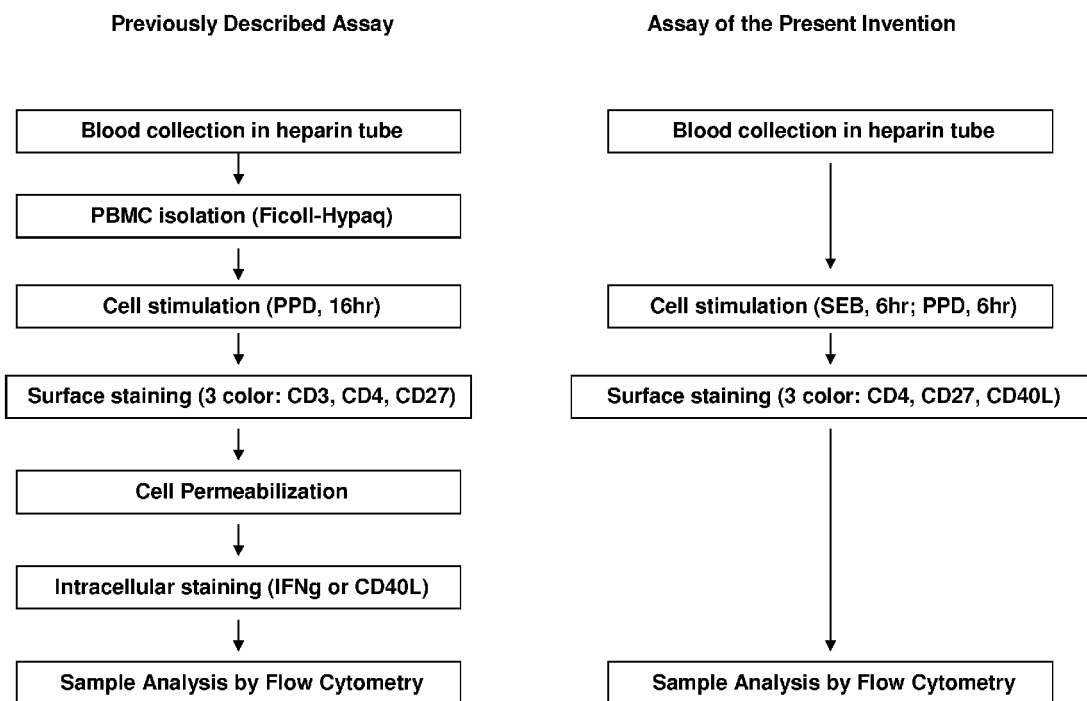 Previously Described Assay
Blood collection in heparin tube
PBMC isolation (Ficoll-Hypaq)
Cell stimulation (PPD, 16hr)
Surface staining (3 color: CD3, CD4, CD27)
Cell Permeabilization
Intracellular staining (IFNg or CD40L)
Sample Analysis by Flow Cytometry
Assay of the Present Invention
Blood collection in heparin tube
Cell stimulation (SEB, 6hr; PPD, 6hr)
Surface staining (3 color: CD4, CD27, CD40L)
Sample Analysis by Flow Cytometry